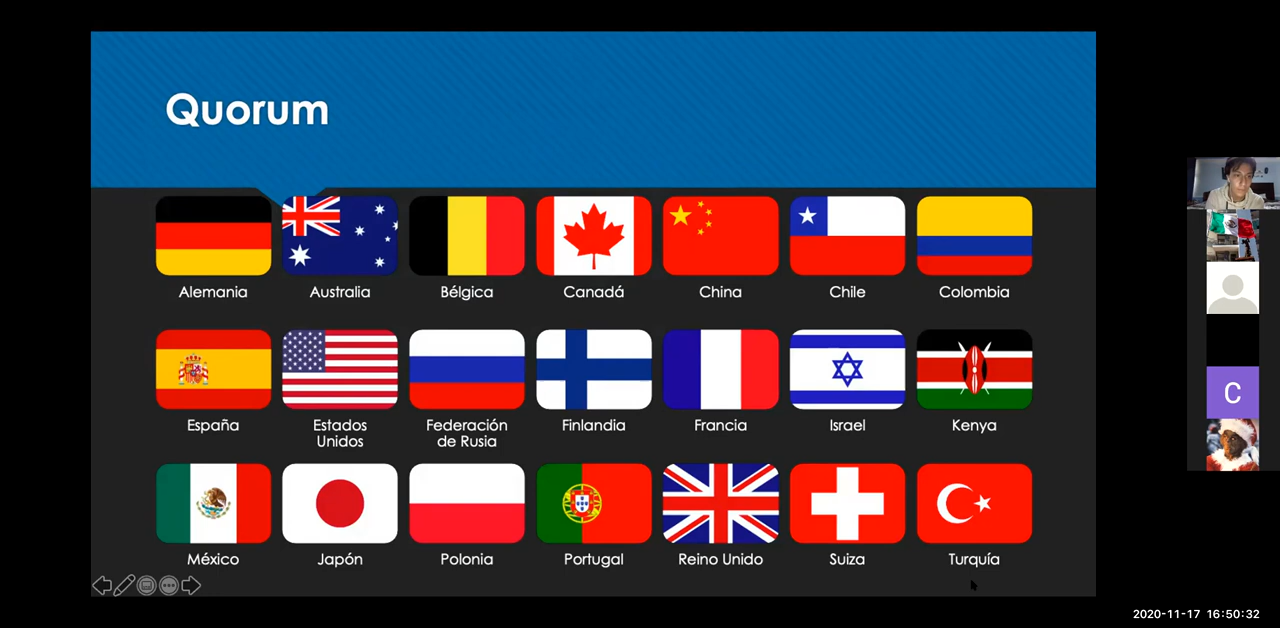 Quorum
Alemania
Australia
Bélgica
Canadá
China
Chile
Colombia
España
Estados
Unidos
Federación
de Rusia
Finlandia
Francia
Israel
Kenya
México
Japón
Polonia
Portugal
Reino Unido
Suiza
Turquía
C
2020-11-17 16:50:32